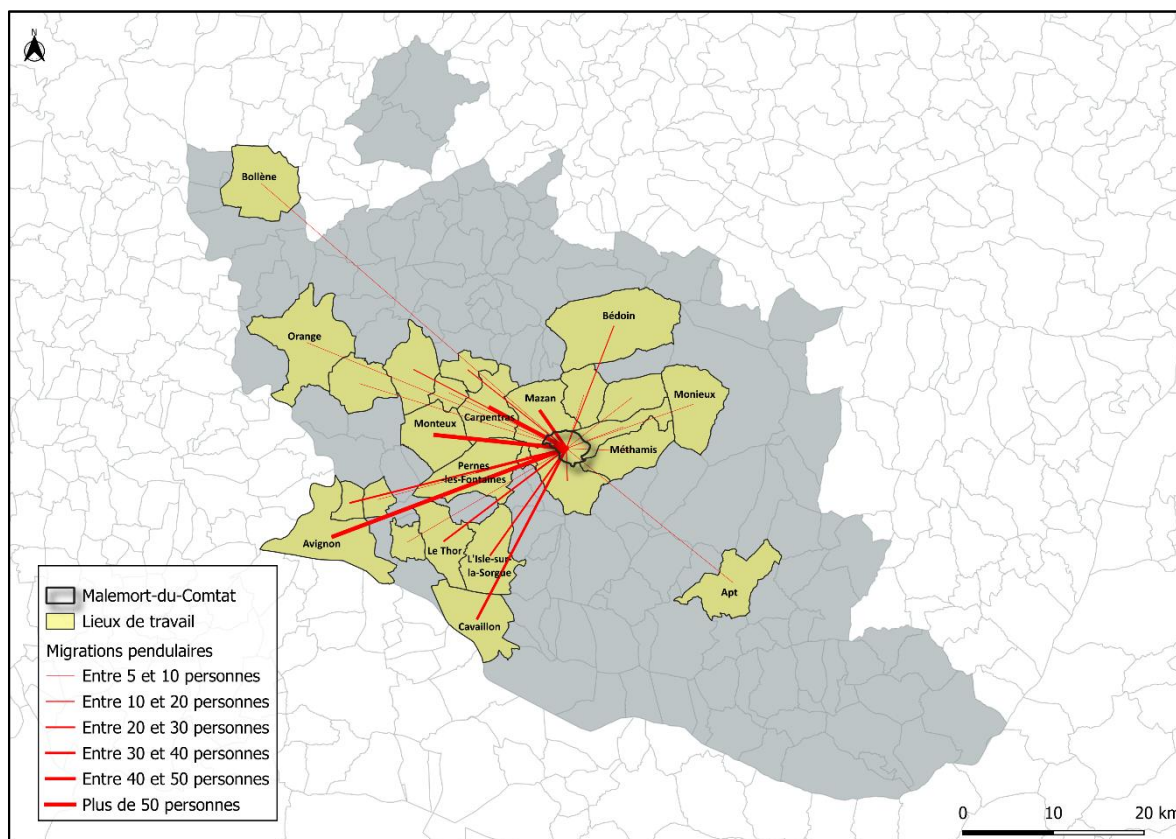 N
Bollène
Orange
Bédoin
Mazan
Monieux
Carpentras
Monteux
Méthamis
Pernes
-les-Fontaines
Avignon
Le Thor
L'Isle-sur-
la-Sorgue
Apt
Cavaillon
Malemort-du-Comtat
Lieux de travail
Migrations pendulaires
Entre 5 et 10 personnes
Entre 10 et 20 personnes
Entre 20 et 30 personnes
Entre 30 et 40 personnes
Entre 40 et 50 personnes
Plus de 50 personnes
0 10 20 km